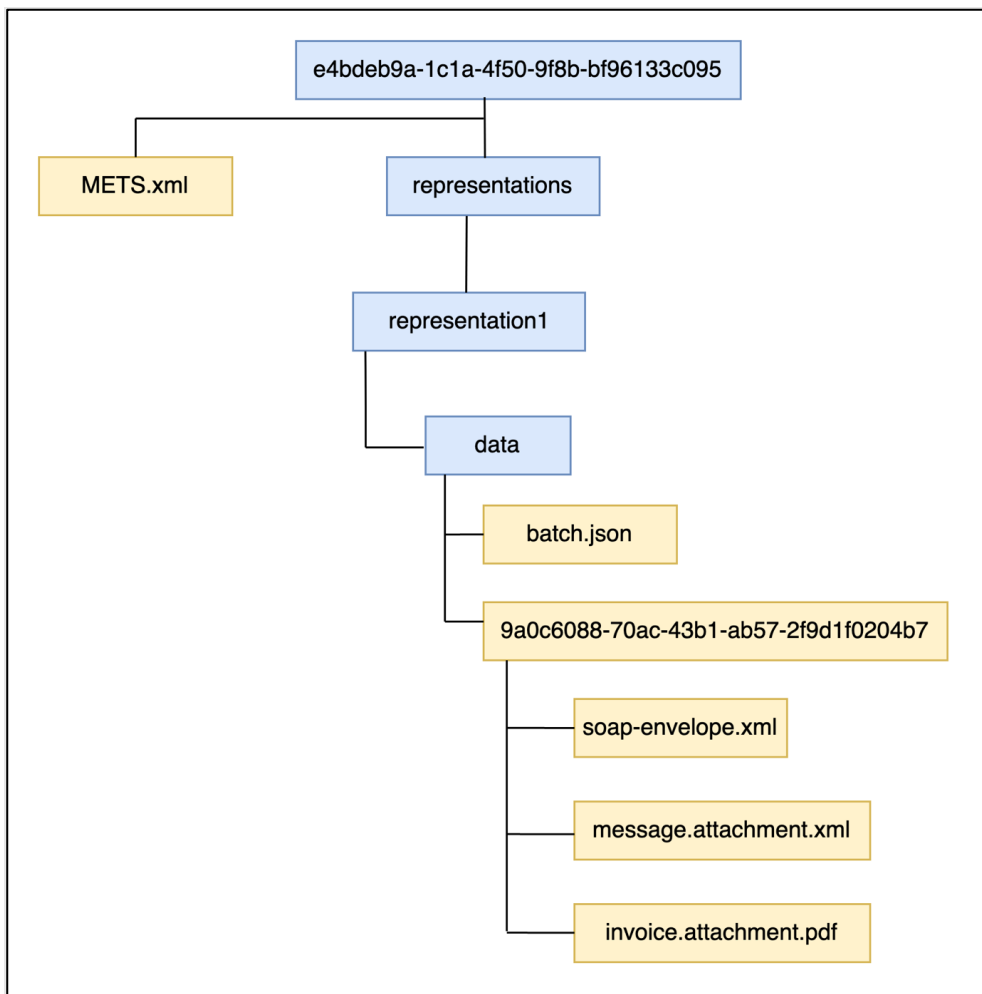 e4bdeb9a-1c1a-4f50-9f8b-bf96133c095
METS.xml
representations
representation1
data
batch.json
9a0c6088-70ac-43b1-ab57-2f9d1f0204b7
soap-envelope.xml
message.attachment.xml
invoice.attachment.pdf